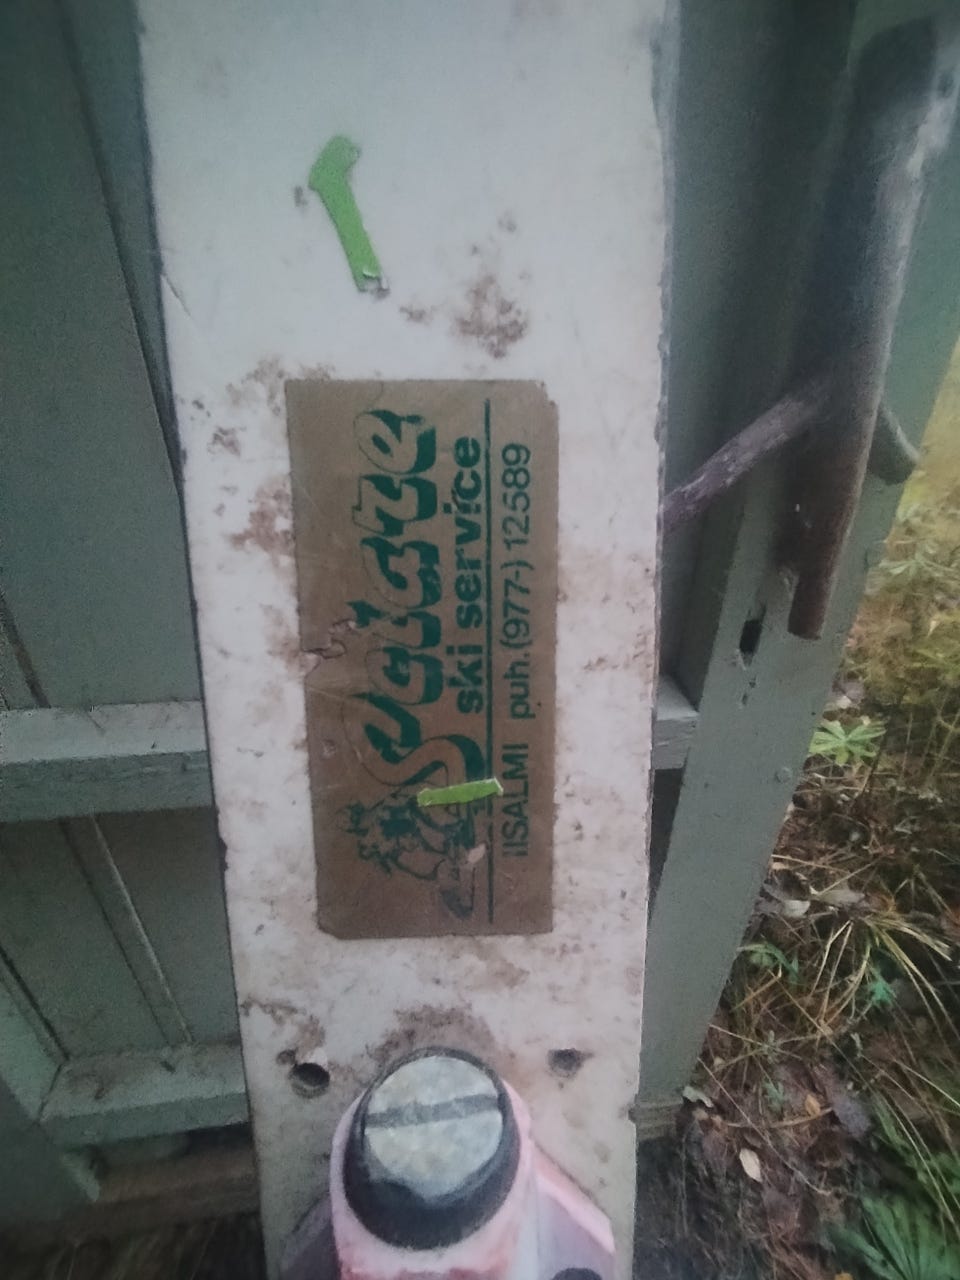 ski service
IISALMI puh. (977-) 12589